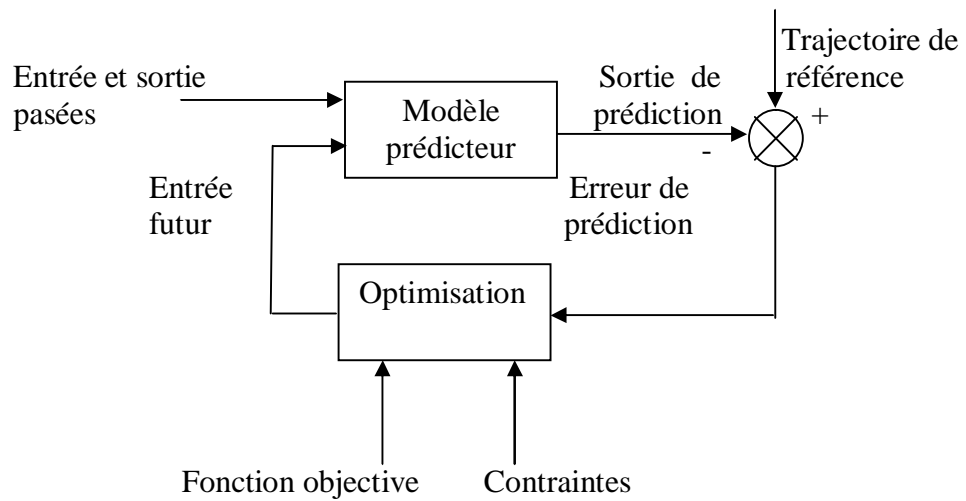 Trajectoire de
référence
Entrée et sortie
pasées
Sortie de
prédiction
+
-
Modèle
prédicteur
Entrée
futur
Erreur de
prédiction
Optimisation
Fonction objective
Contraintes